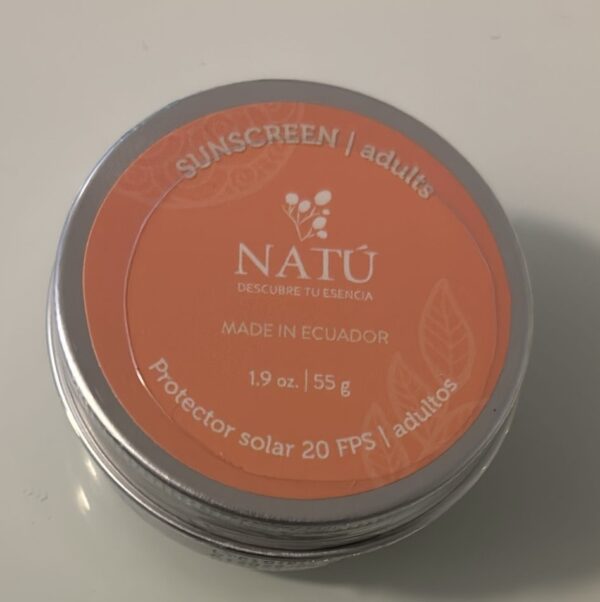 SUNSCREEN | adults
NATÚ
DESCUBRE TU ESENCIA
MADE IN ECUADOR
1.9 oz. | 55 g
Protector solar 20 FPS | adultos